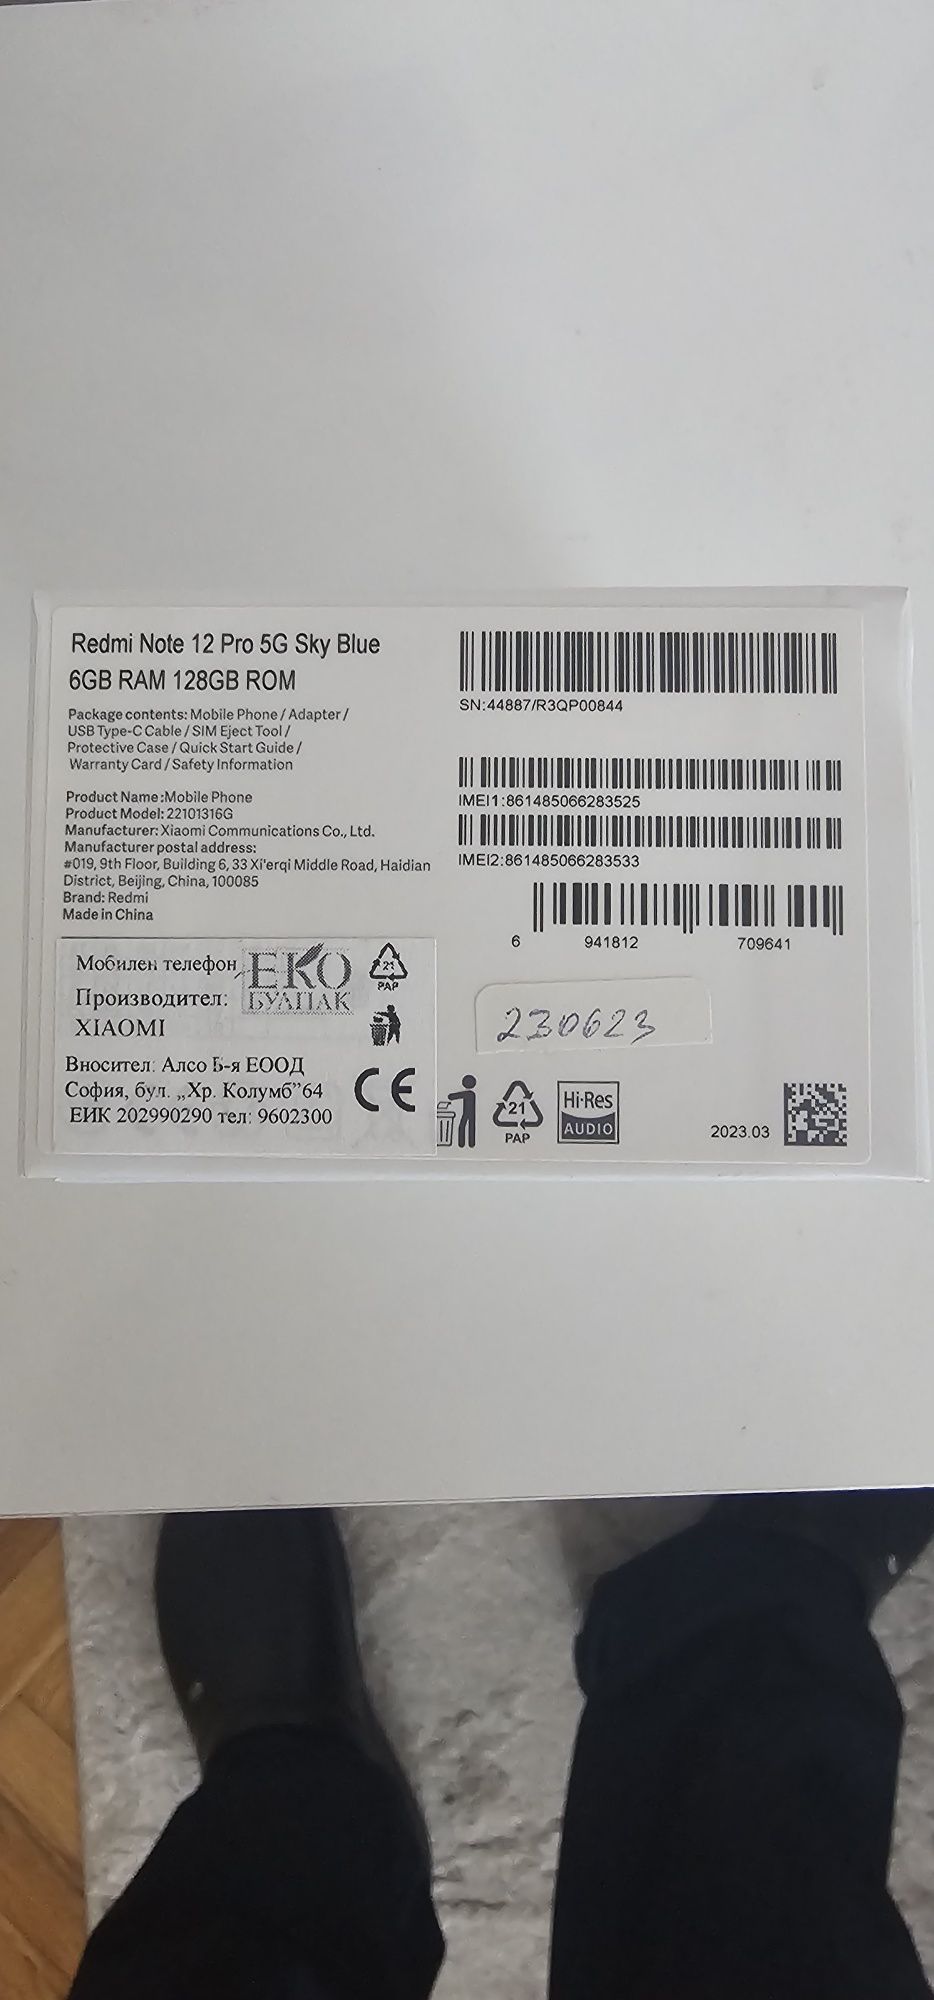 Redmi Note 12 Pro 5G Sky Blue
6GB RAM 128GB ROM
Package contents: Mobile Phone / Adapter /
USB Type-C Cable / SIM Eject Tool /
Protective Case / Quick Start Guide /
Warranty Card / Safety Information
Product Name:Mobile Phone
Product Model: 22101316G
Manufacturer: Xiaomi Communications Co., Ltd.
Manufacturer postal address:
#019, 9th Floor, Building 6, 33 Xi'erqi Middle Road, Haidian
District, Beijing, China, 100085
Brand: Redmi
Made in China
SN:44887/R3QP00844
IMEI1:861485066283525
IMEI2:861485066283533
6 941812 709641
Мобилен телефон
Производител:
XIAOMI
ЕКО
БУЛПАК
21
PAP
Вносител: Алсо Б-я ЕООД
София, бул. „Хр. Колумб”64
ЕИК 202990290 тел: 9602300
CE
230623
21
PAP
Hi-Res
AUDIO
2023.03